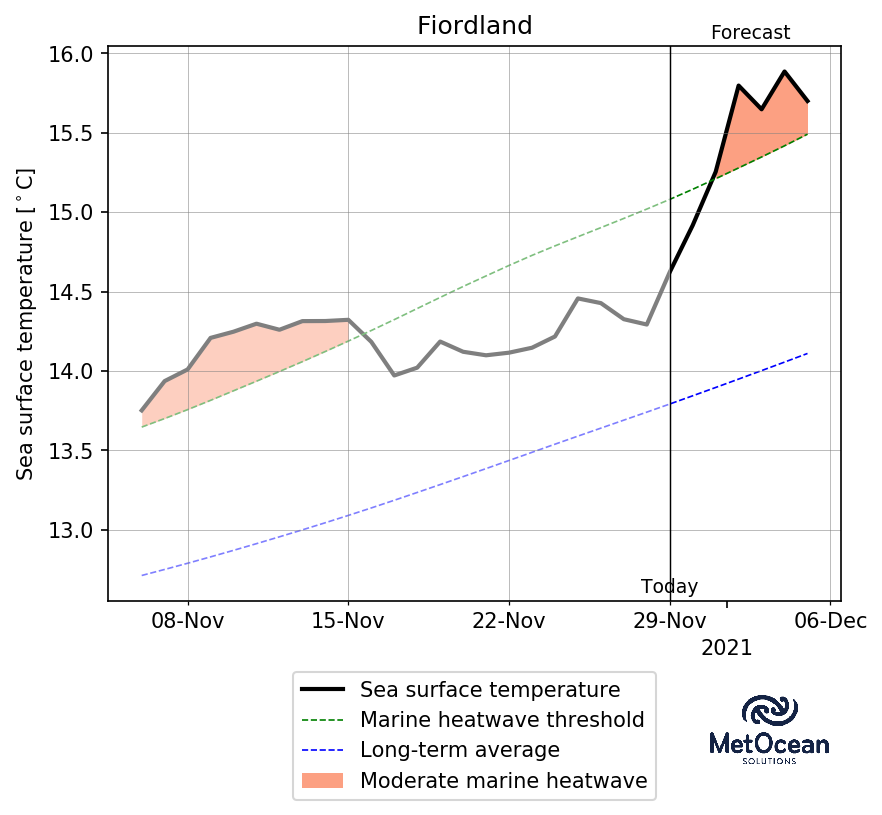 Fiordland
Forecast
Sea surface temperature [°C]
16.0
15.5
15.0
14.5
14.0
13.5
13.0
Today
08-Nov 15-Nov 22-Nov 29-Nov 06-Dec
2021
Sea surface temperature
Marine heatwave threshold
Long-term average
Moderate marine heatwave
MetOcean
SOLUTIONS